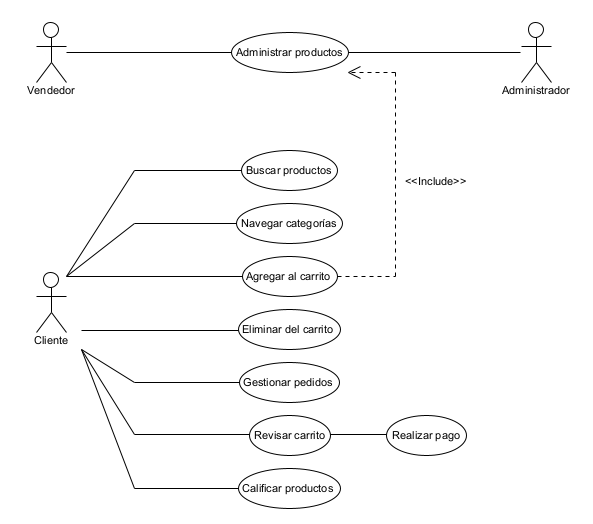 Administrar productos
Vendedor
Administrador
Buscar productos
<<Include>>
Navegar categorías
Agregar al carrito
Eliminar del carrito
Cliente
Gestionar pedidos
Revisar carrito
Realizar pago
Calificar productos